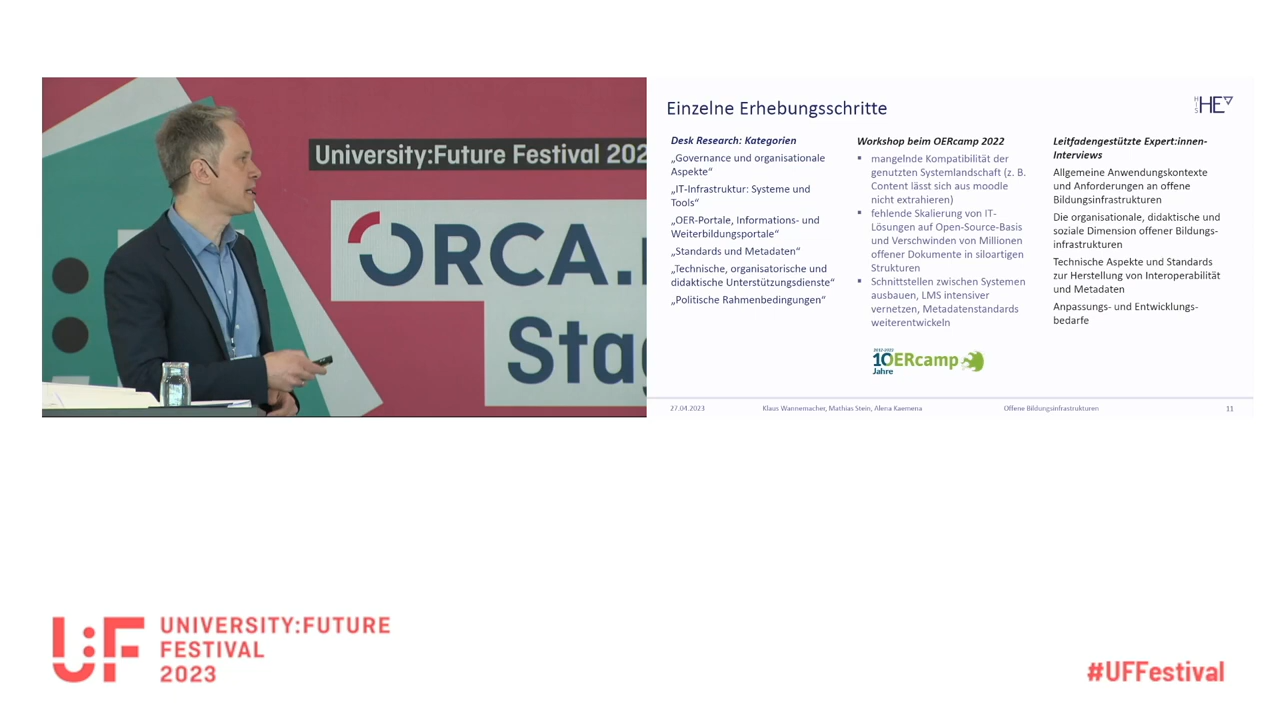 University:Future Festival 202
ORCA.
Stag
Einzelne Erhebungsschritte
HIS HE
Desk Research: Kategorien
„Governance und organisationale
Aspekte“
„IT-Infrastruktur: Systeme und
Tools“
„OER-Portale, Informations- und
Weiterbildungsportale“
„Standards und Metadaten“
„Technische, organisatorische und
didaktische Unterstützungsdienste“
„Politische Rahmenbedingungen“
Workshop beim OERcamp 2022
▪ mangelnde Kompatibilität der
genutzten Systemlandschaft (z. B.
Content lässt sich aus moodle
nicht extrahieren)
▪ fehlende Skalierung von IT-
Lösungen auf Open-Source-Basis
und Verschwinden von Millionen
offener Dokumente in siloartigen
Strukturen
▪ Schnittstellen zwischen Systemen
ausbauen, LMS intensiver
vernetzen, Metadatenstandards
weiterentwickeln
2012-2022
10 OERcamp
Jahre
Leitfadengestützte Expert:innen-
Interviews
Allgemeine Anwendungskontexte
und Anforderungen an offene
Bildungsinfrastrukturen
Die organisationale, didaktische und
soziale Dimension offener Bildungs-
infrastrukturen
Technische Aspekte und Standards
zur Herstellung von Interoperabilität
und Metadaten
Anpassungs- und Entwicklungs-
bedarfe
27.04.2023 Klaus Wannemacher, Mathias Stein, Alena Kaemena Offene Bildungsinfrastrukturen 11
U:F UNIVERSITY:FUTURE
FESTIVAL
2023
#UFFestival